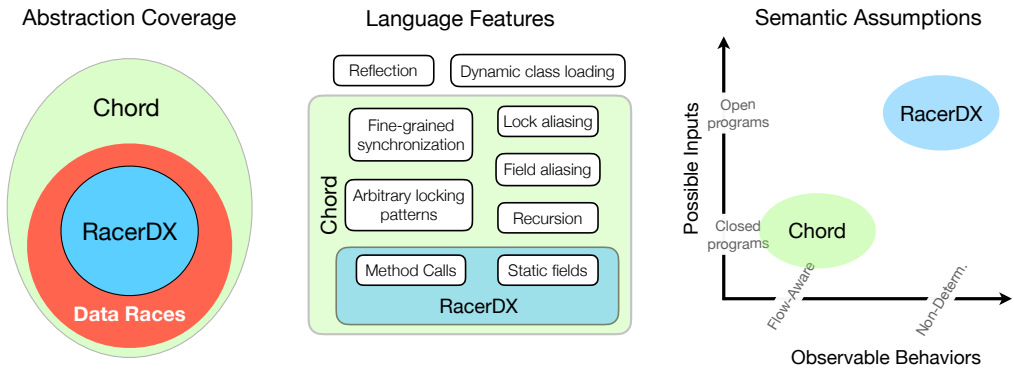 Abstraction Coverage
Chord
RacerDX
Data Races
Language Features
Reflection
Dynamic class loading
Chord
Fine-grained
synchronization
Lock aliasing
Field aliasing
Arbitrary locking
patterns
Recursion
Method Calls
Static fields
RacerDX
Semantic Assumptions
Possible Inputs
Open
programs
RacerDX
Closed
programs
Chord
Flow-Aware
Non-Determ.
Observable Behaviors